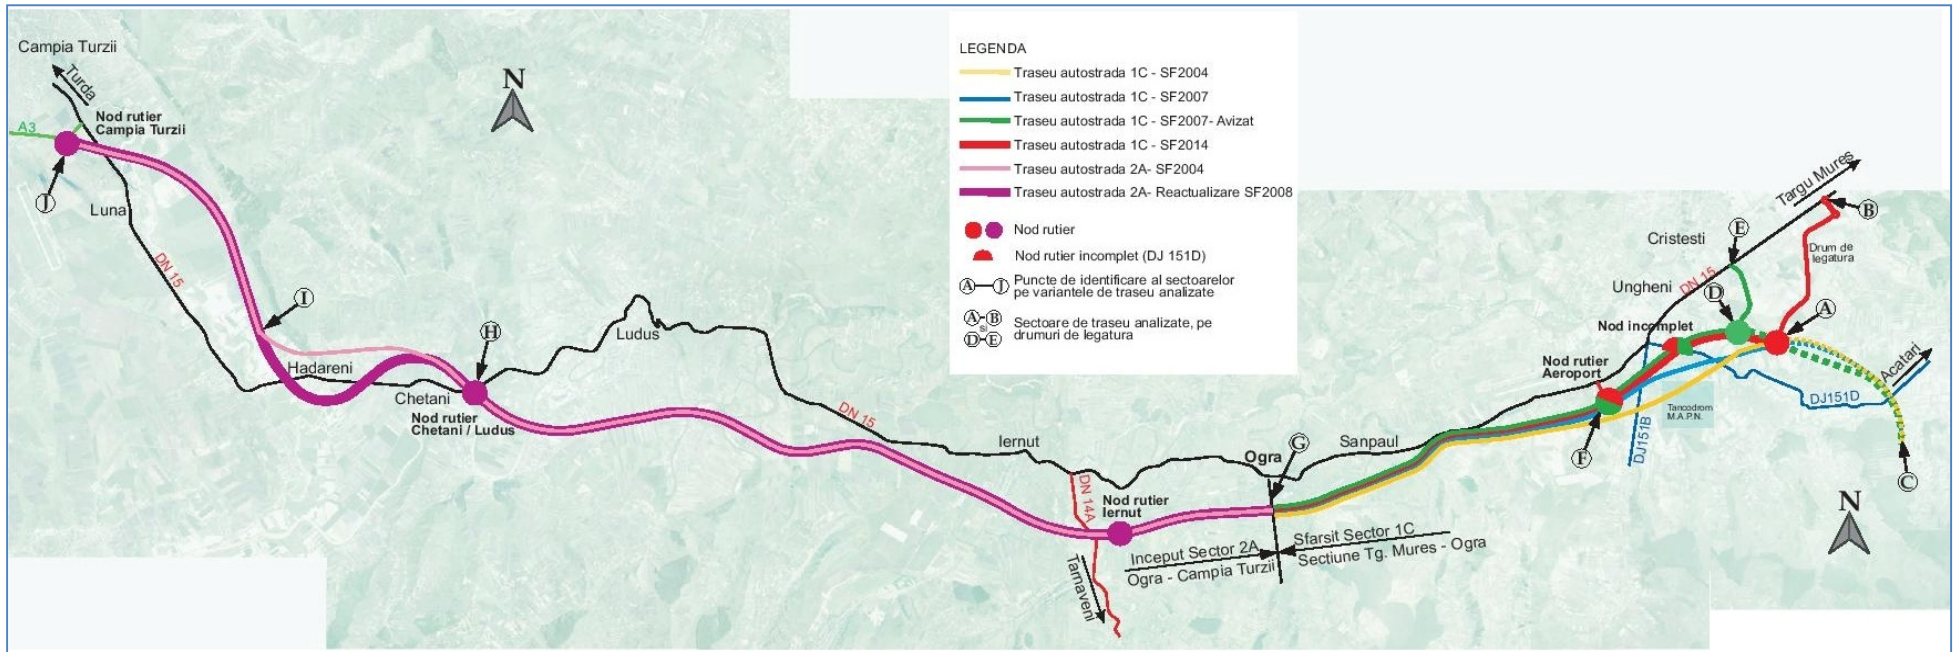 Campia Turzii
Turda
A3
Nod rutier
Campia Turzii
J
Luna
DN 15
N
I
Hadareni
Chetani
H
Nod rutier
Chetani / Ludus
Ludus
DN 15
Iernut
DN 14A
Nod rutier
Iernut
Tarnaveni
Ogra
G
Sanpaul
Inceput Sector 2A
Ogra - Campia Turzii
Sfarsit Sector 1C
Sectiune Tg. Mures - Ogra
LEGENDA
Traseu autostrada 1C - SF2004
Traseu autostrada 1C - SF2007
Traseu autostrada 1C - SF2007- Avizat
Traseu autostrada 1C - SF2014
Traseu autostrada 2A- SF2004
Traseu autostrada 2A- Reactualizare SF2008
Nod rutier
Nod rutier incomplet (DJ 151D)
A J Puncte de identificare al sectoarelor
pe variantele de traseu analizate
A-B
si
D-E
Sectoare de traseu analizate, pe
drumuri de legatura
Targu Mures
B
Cristesti
E
Drum de
legatura
DN 15
Ungheni
D
A
Nod incomplet
Nod rutier
Aeroport
Acatari
DJ151D
Tancodrom
M.A.P.N.
DJ151B
F
C
N